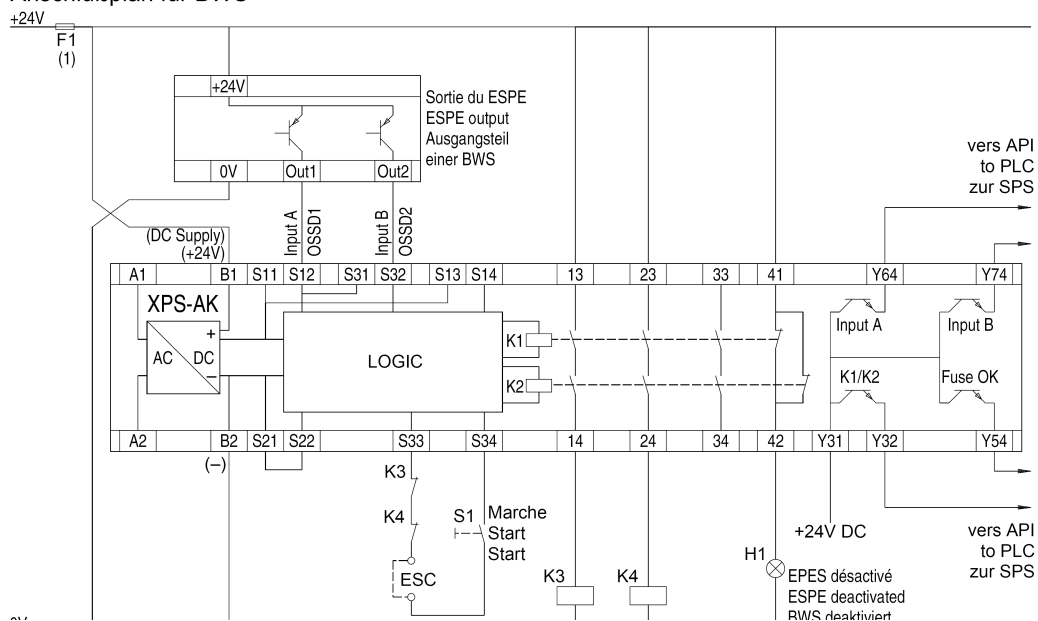 +24V
F1
(1)
+24V
Sortie du ESPE
ESPE output
Ausgangsteil
einer BWS
0V Out1 Out2
vers API
to PLC
zur SPS
Input A
OSSD1
Input B
OSSD2
(DC Supply)
(+24V)
A1 B1 S11 S12 S31 S32 S13 S14 13 23 33 41 Y64 Y74
XPS-AK
AC DC
+
–
LOGIC
K1
K2
Input A
Input B
K1/K2
Fuse OK
A2 B2 S21 S22 S33 S34 14 24 34 42 Y31 Y32 Y54
(–)
K3
K4
S1
Marche
Start
Start
ESC
K3
K4
H1
+24V DC
EPES désactivé
ESPE deactivated
BWS deaktiviert
vers API
to PLC
zur SPS